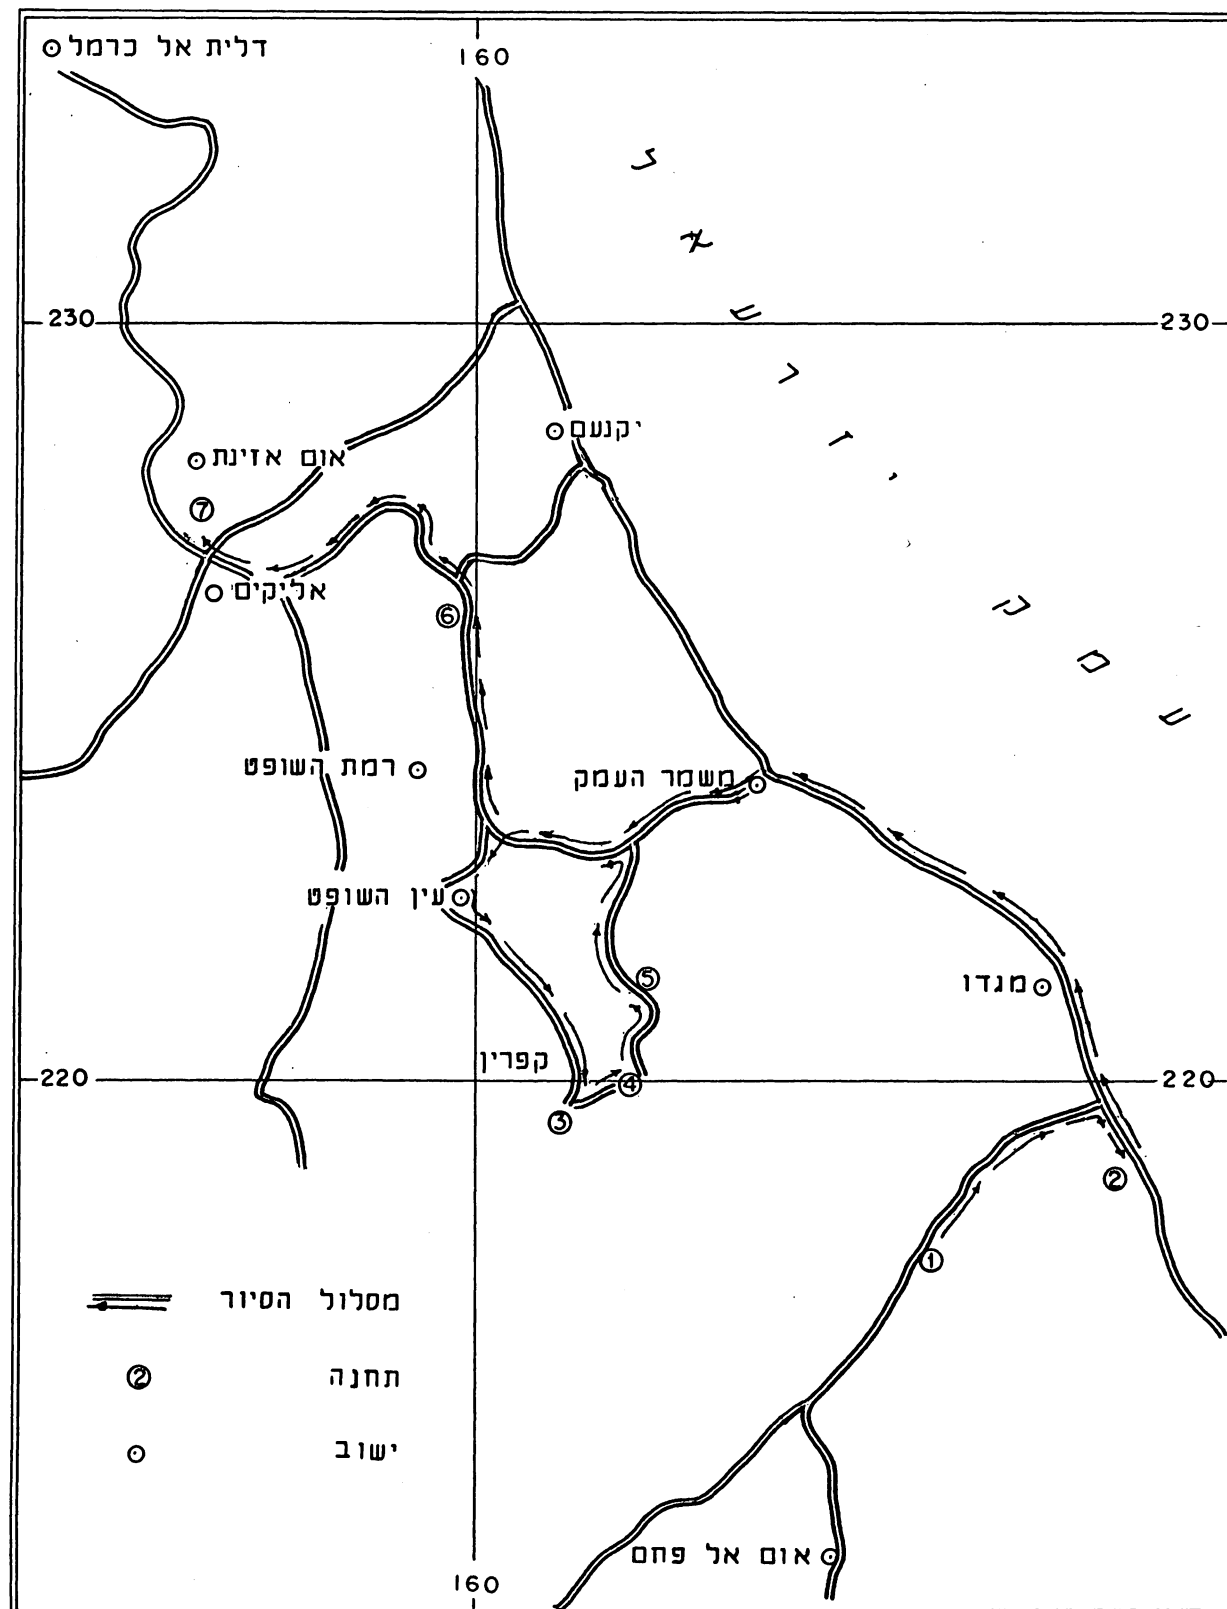 דלית אל כרמל
160
230
230
יקנעם
אום אזינת
7
אליקים
6
רמת השופט
משמר העמק
עין השופט
5
מגדו
קפרין
220
220
4
3
2
1
עמק יזרעאל
מסלול הסיור
תחנה 2
ישוב
אום אל פחם
160